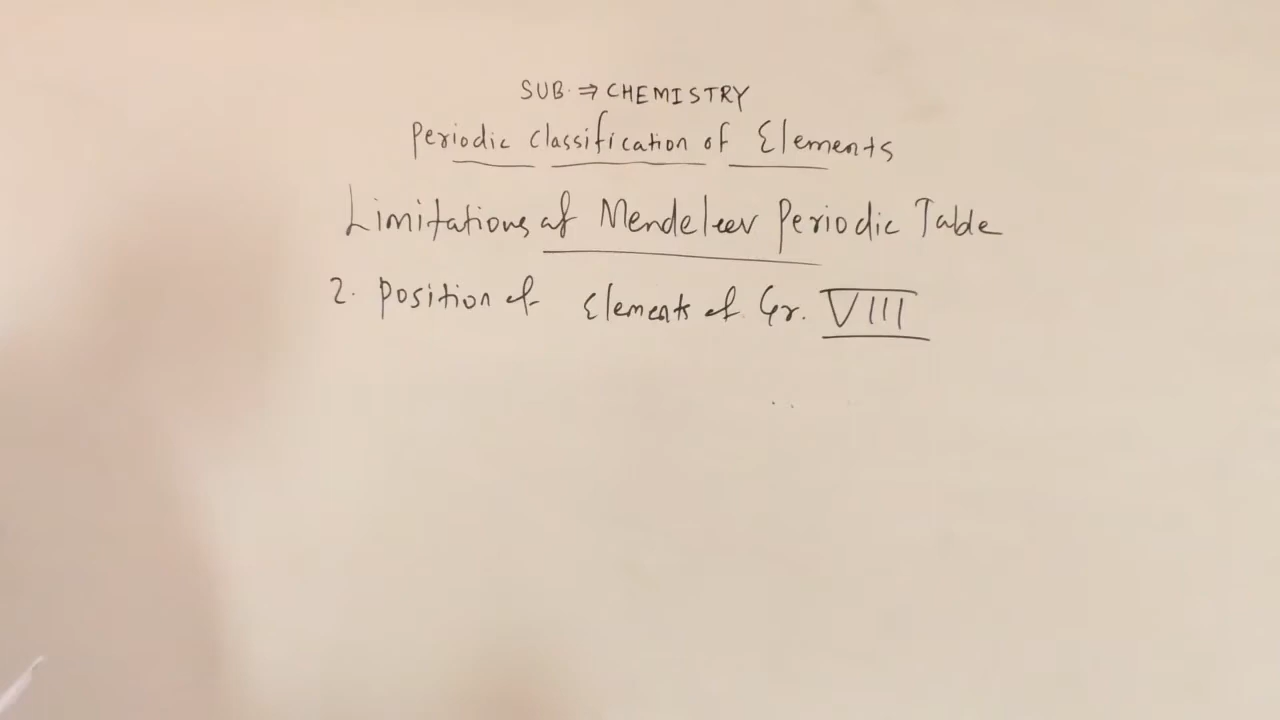 SUB. ⇒ CHEMISTRY
Periodic classification of Elements
Limitations of Mendeleev Periodic Table
2. Position of Elements of Gr. VIII